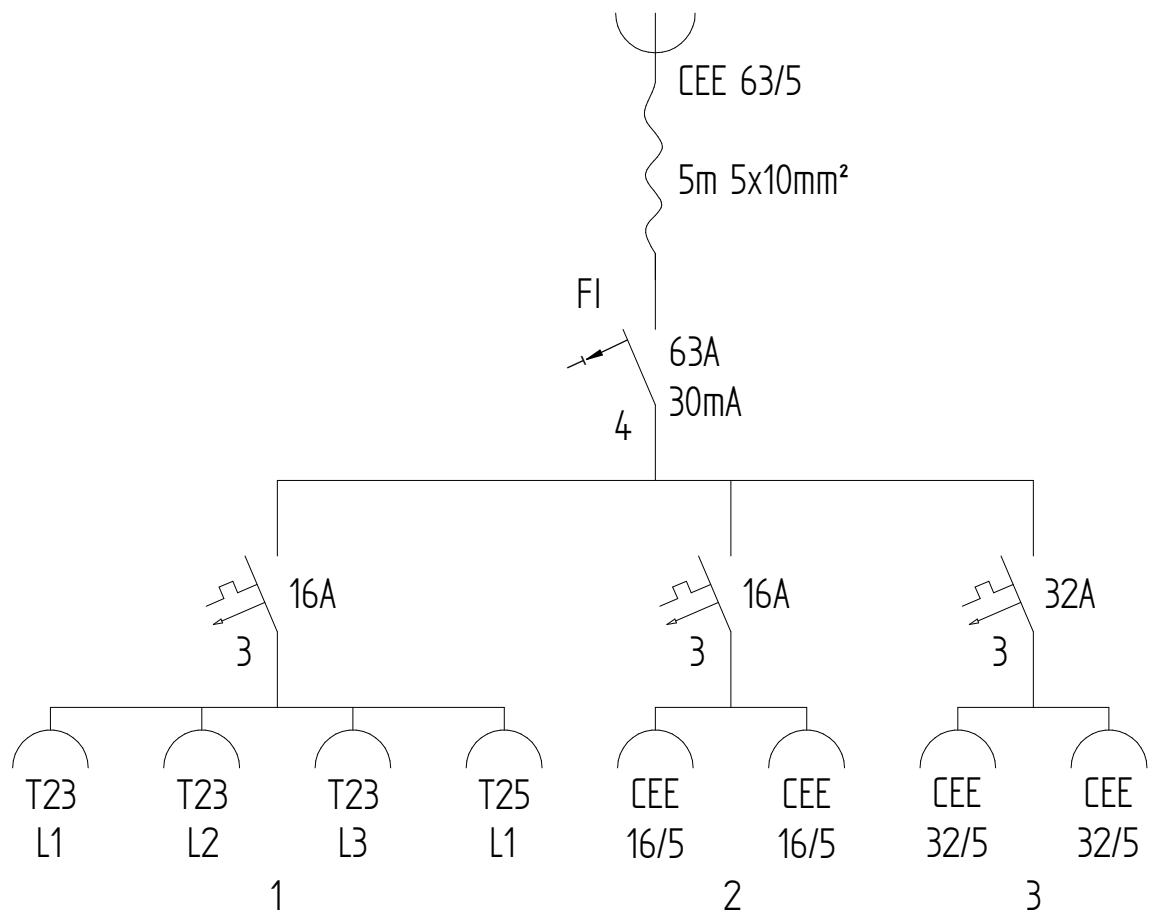 CEE 63/5
5m 5x10mm²
FI
63A
30mA
4
16A
16A
32A
3
3
3
T23
T23
T23
T25
CEE
CEE
CEE
CEE
L1
L2
L3
L1
16/5
16/5
32/5
32/5
1
2
3